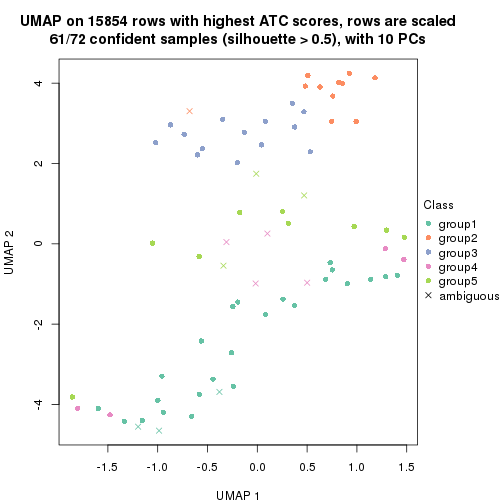 UMAP on 15854 rows with highest ATC scores, rows are scaled
61/72 confident samples (silhouette > 0.5), with 10 PCs
4
2
0
-2
-4
UMAP 2
-1.5 -1.0 -0.5 0.0 0.5 1.0 1.5
UMAP 1
Class
group1
group2
group3
group4
group5
ambiguous